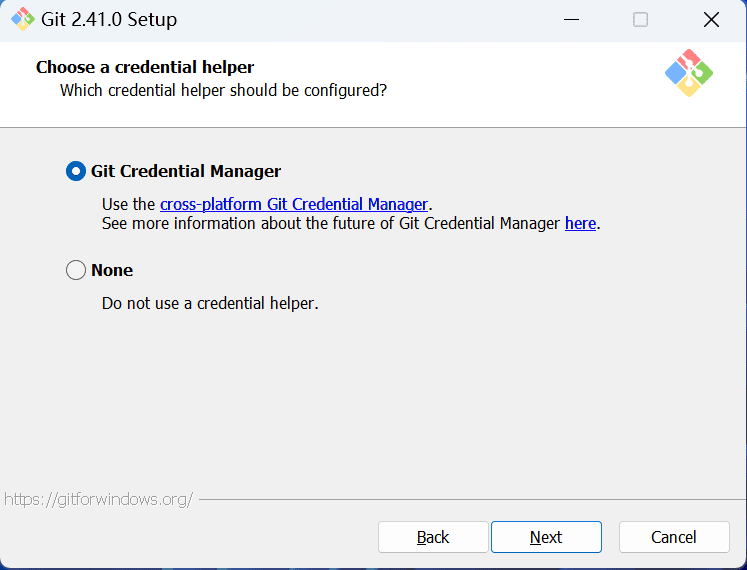 Git 2.41.0 Setup
Choose a credential helper
Which credential helper should be configured?
Git Credential Manager
Use the cross-platform Git Credential Manager.
See more information about the future of Git Credential Manager here.
None
Do not use a credential helper.
https://gitforwindows.org/
Back Next Cancel